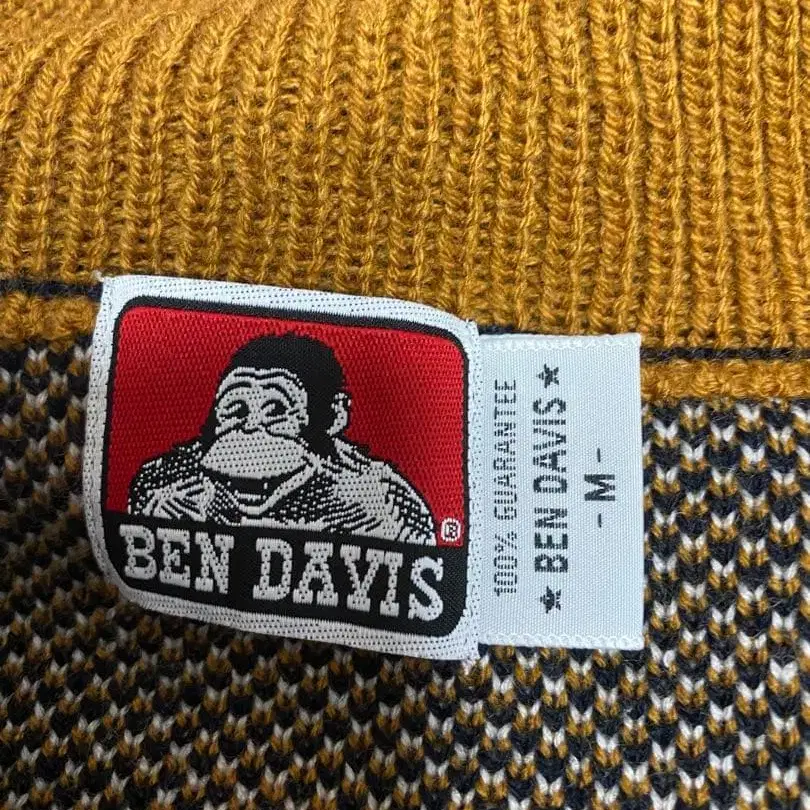 BEN DAVIS®
100% GUARANTEE
★ BEN DAVIS ★
- M -